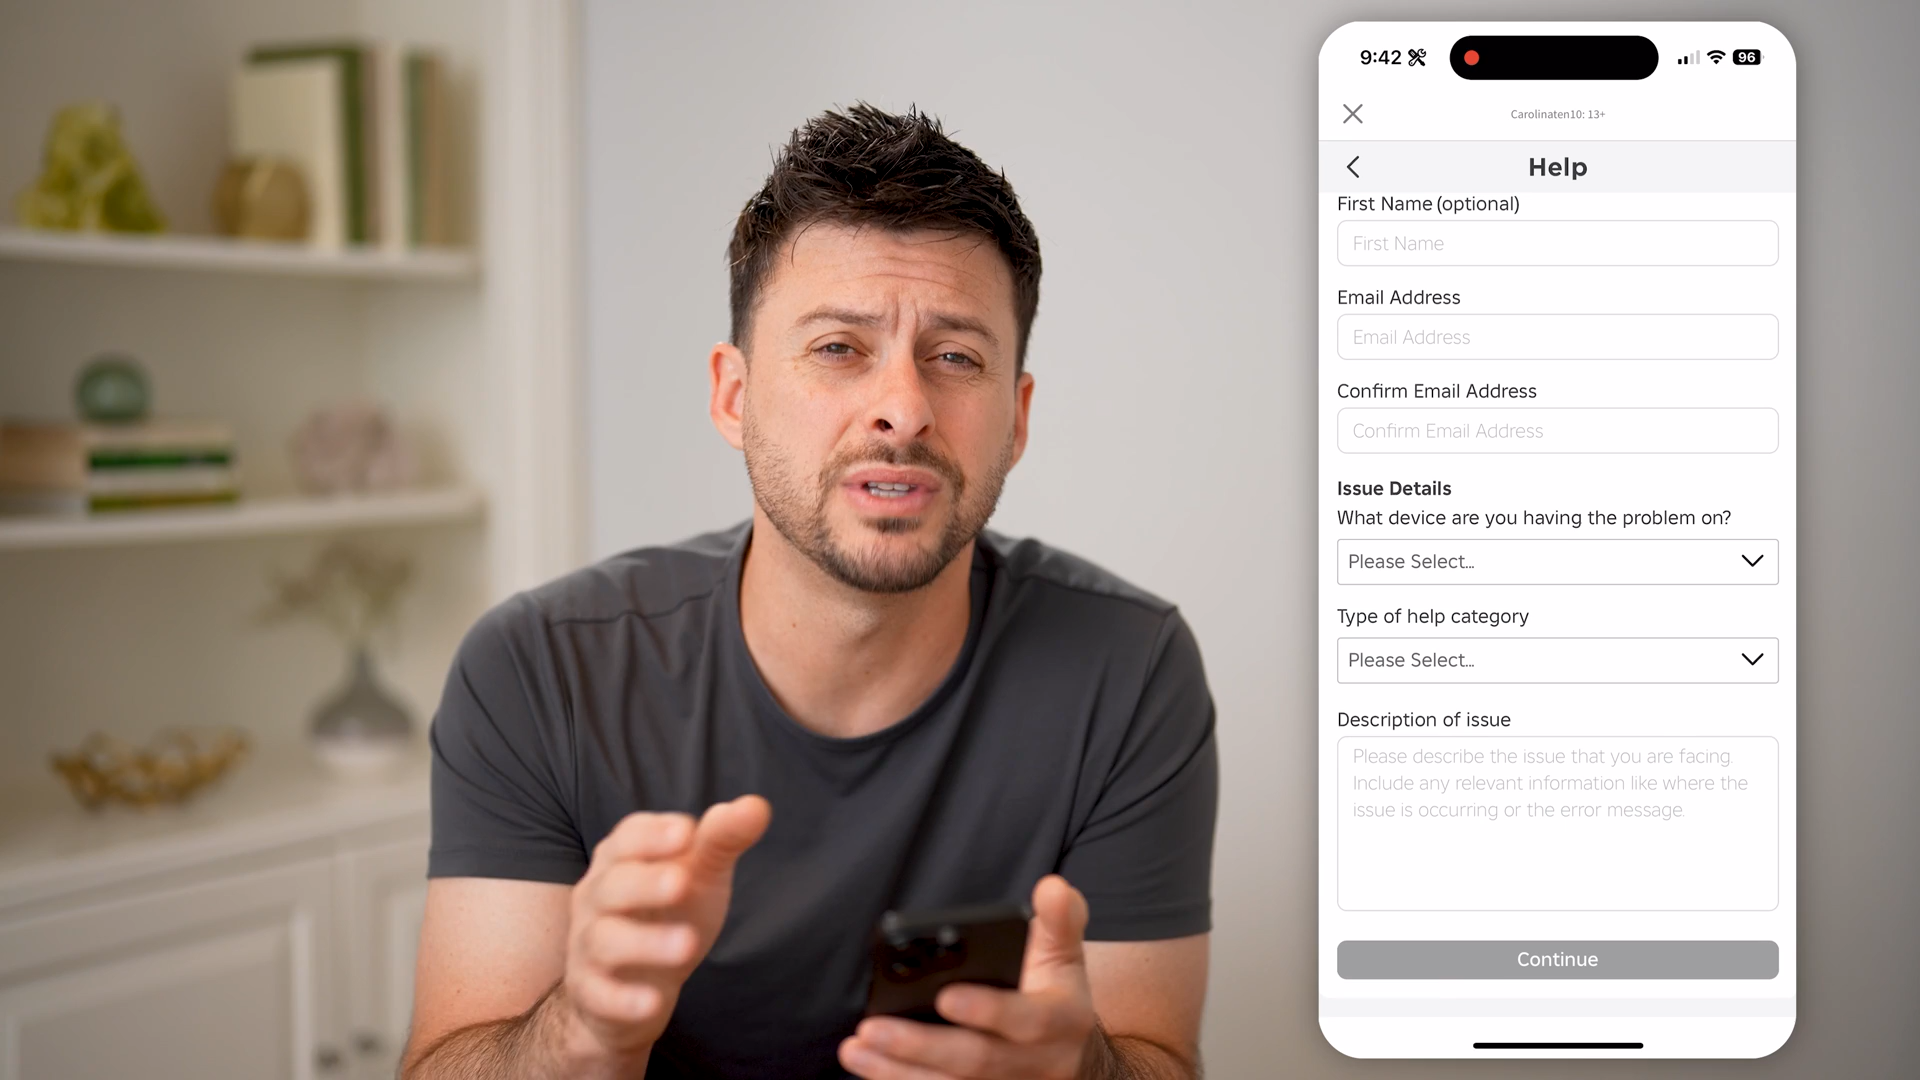 9:42
96
Carolinaten10: 13+
Help
First Name (optional)
First Name
Email Address
Email Address
Confirm Email Address
Confirm Email Address
Issue Details
What device are you having the problem on?
Please Select...
Type of help category
Please Select...
Description of issue
Please describe the issue that you are facing.
Include any relevant information like where the
issue is occurring or the error message.
Continue